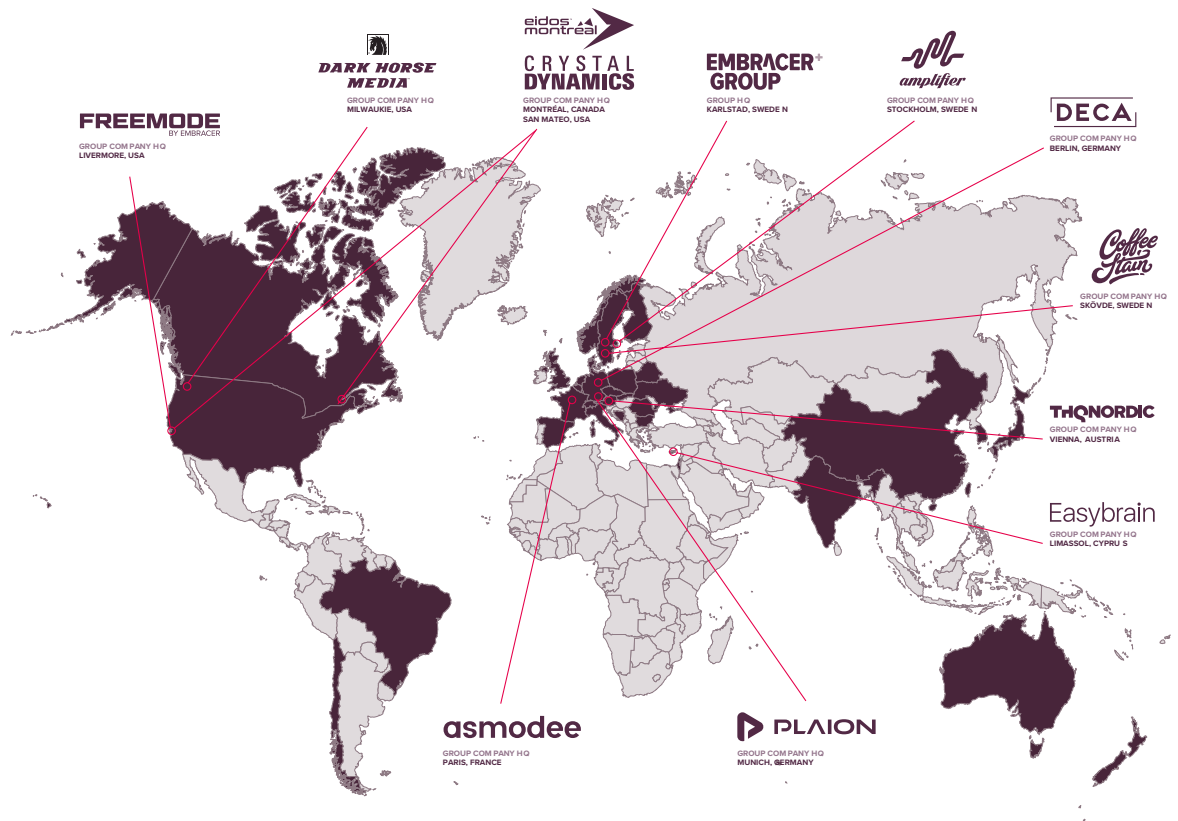 eidos
montréal
CRYSTAL
DYNAMICS
GROUP COMPANY HQ
MONTRÉAL, CANADA
SAN MATEO, USA
DARK HORSE
MEDIA
GROUP COMPANY HQ
MILWAUKIE, USA
EMBRACER+
GROUP
GROUP HQ
KARLSTAD, SWEDEN
amplifier
GROUP COMPANY HQ
STOCKHOLM, SWEDEN
FREEMODE
BY EMBRACER
GROUP COMPANY HQ
LIVERMORE, USA
DECA
GROUP COMPANY HQ
BERLIN, GERMANY
Coffee
Stain
GROUP COMPANY HQ
SKÖVDE, SWEDEN
THQNORDIC
GROUP COMPANY HQ
VIENNA, AUSTRIA
Easybrain
GROUP COMPANY HQ
LIMASSOL, CYPRUS
asmodee
GROUP COMPANY HQ
PARIS, FRANCE
PLAION
GROUP COMPANY HQ
MUNICH, GERMANY